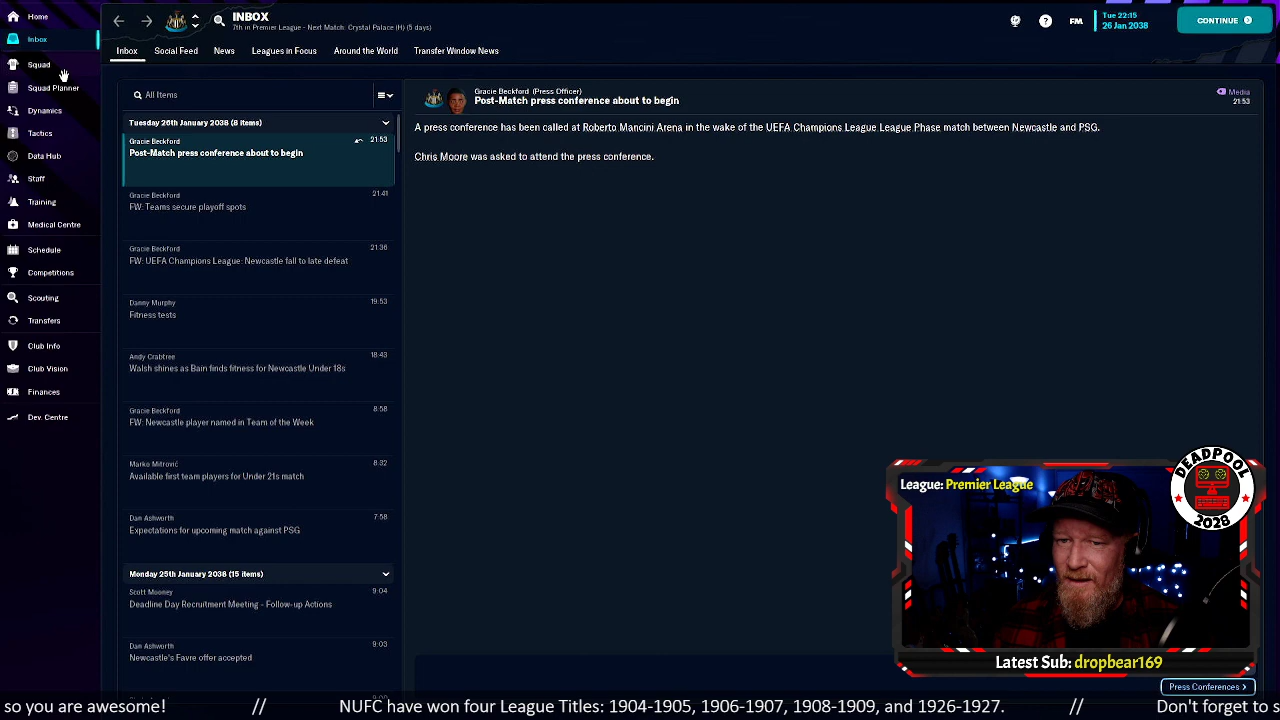 Home
Inbox
Squad
Squad Planner
Dynamics
Tactics
Data Hub
Staff
Training
Medical Centre
Schedule
Competitions
Scouting
Transfers
Club Info
Club Vision
Finances
Dev. Centre
INBOX
7th in Premier League - Next Match: Crystal Palace (H) (5 days)
FM
Tue 22:15
26 Jan 2038
CONTINUE
Inbox
Social Feed
News
Leagues in Focus
Around the World
Transfer Window News
All Items
Tuesday 26th January 2038 (8 items)
Gracie Beckford 21:53
Post-Match press conference about to begin
Gracie Beckford 21:41
FW: Teams secure playoff spots
Gracie Beckford 21:36
FW: UEFA Champions League: Newcastle fall to late defeat
Danny Murphy 19:53
Fitness tests
Andy Crabtree 18:43
Walsh shines as Bain finds fitness for Newcastle Under 18s
Gracie Beckford 8:58
FW: Newcastle player named in Team of the Week
Marko Mitrović 8:32
Available first team players for Under 21s match
Dan Ashworth 7:58
Expectations for upcoming match against PSG
Monday 25th January 2038 (15 items)
Scott Mooney 9:04
Deadline Day Recruitment Meeting - Follow-up Actions
Dan Ashworth 9:03
Newcastle's Favre offer accepted
Gracie Beckford (Press Officer)
Post-Match press conference about to begin
Media
21:53
A press conference has been called at Roberto Mancini Arena in the wake of the UEFA Champions League League Phase match between Newcastle and PSG.
Chris Moore was asked to attend the press conference.
League: Premier League
DEADPOOL
2028
Latest Sub: dropbear169
Press Conferences
so you are awesome! // NUFC have won four League Titles: 1904-1905, 1906-1907, 1908-1909, and 1926-1927. // Don't forget to s